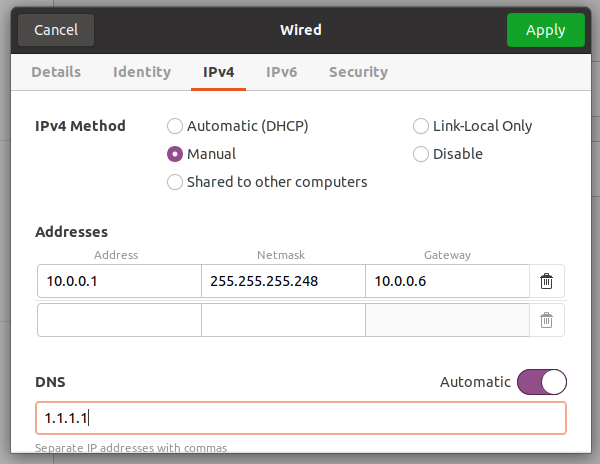 Cancel Wired Apply
Details Identity IPv4 IPv6 Security
IPv4 Method Automatic (DHCP) Link-Local Only
Manual Disable
Shared to other computers
Addresses
Address Netmask Gateway
10.0.0.1 255.255.255.248 10.0.0.6
DNS Automatic
1.1.1.1
Separate IP addresses with commas